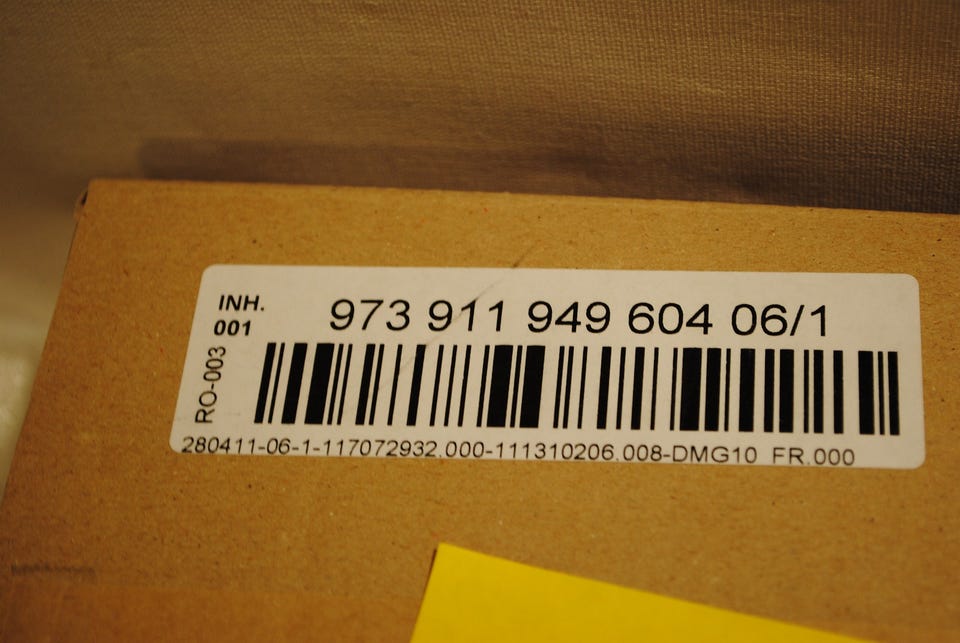 INH.
001
973 911 949 604 06/1
RO-003
280411-06-1-117072932.000-111310206.008-DMG10 FR.000